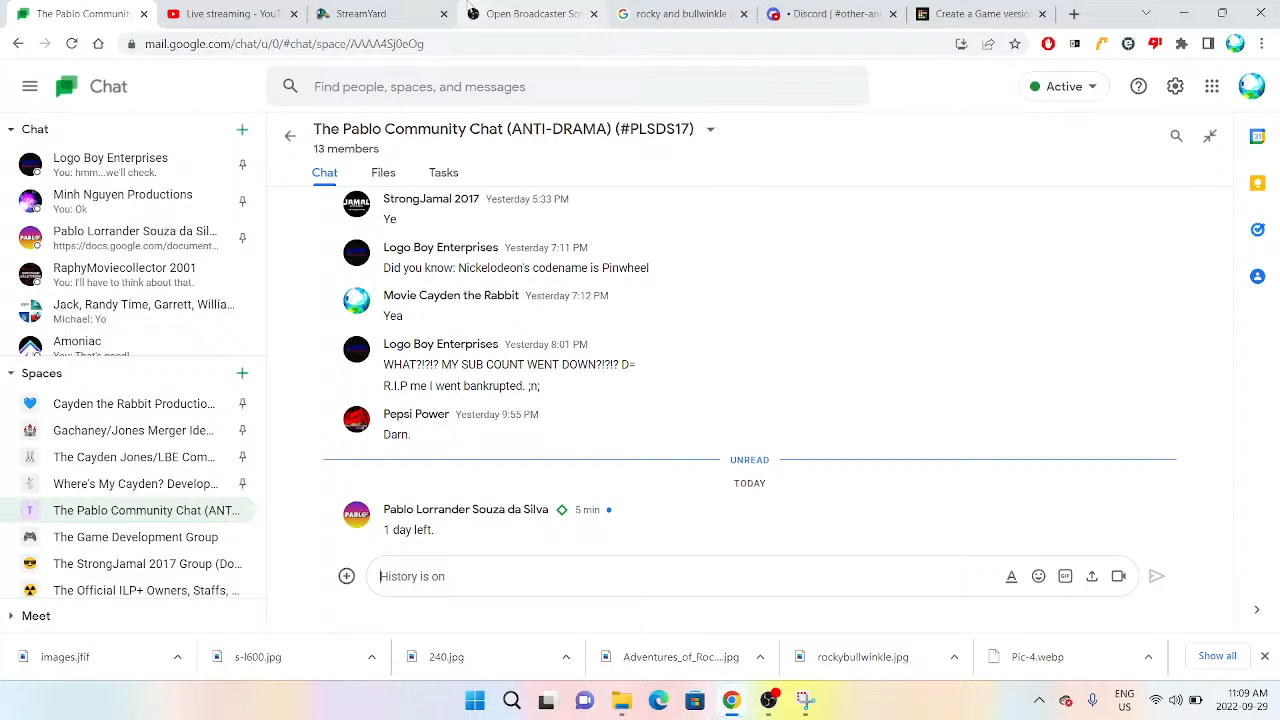 The Pablo Community
Live streaming - YouT
StreamYard
Open Broadcaster Sof
rocky and bullwinkle
• Discord | #other
Create a Game versio
mail.google.com/chat/u/0/#chat/space/AAAA4Sj0eOg
Chat
Find people, spaces, and messages
Active
Chat
Logo Boy Enterprises
You: hmm...we'll check.
Minh Nguyen Productions
You: Ok
Pablo Lorrander Souza da Sil...
https://docs.google.com/document...
RaphyMoviecollector 2001
You: I'll have to think about that.
Jack, Randy Time, Garrett, Willia...
Michael: Yo
Amoniac
You: That's good!
Spaces
Cayden the Rabbit Productio...
Gachaney/Jones Merger Ide...
The Cayden Jones/LBE Com...
Where's My Cayden? Develop...
T
The Pablo Community Chat (ANT...
The Game Development Group
The StrongJamal 2017 Group (Do...
The Official ILP+ Owners, Staffs, ...
Meet
The Pablo Community Chat (ANTI-DRAMA) (#PLSDS17)
13 members
Chat
Files
Tasks
StrongJamal 2017 Yesterday 5:33 PM
Ye
Logo Boy Enterprises Yesterday 7:11 PM
Did you know: Nickelodeon's codename is Pinwheel
Movie Cayden the Rabbit Yesterday 7:12 PM
Yea
Logo Boy Enterprises Yesterday 8:01 PM
WHAT?!?!? MY SUB COUNT WENT DOWN?!?!? D=
R.I.P me I went bankrupted. ;n;
Pepsi Power Yesterday 9:55 PM
Darn.
UNREAD
TODAY
Pablo Lorrander Souza da Silva 5 min
1 day left.
History is on
GIF
images.jfif
s-l600.jpg
240.jpg
Adventures_of_Roc...jpg
rockybullwinkle.jpg
Pic-4.webp
Show all
ENG
US
11:09 AM
2022-09-29